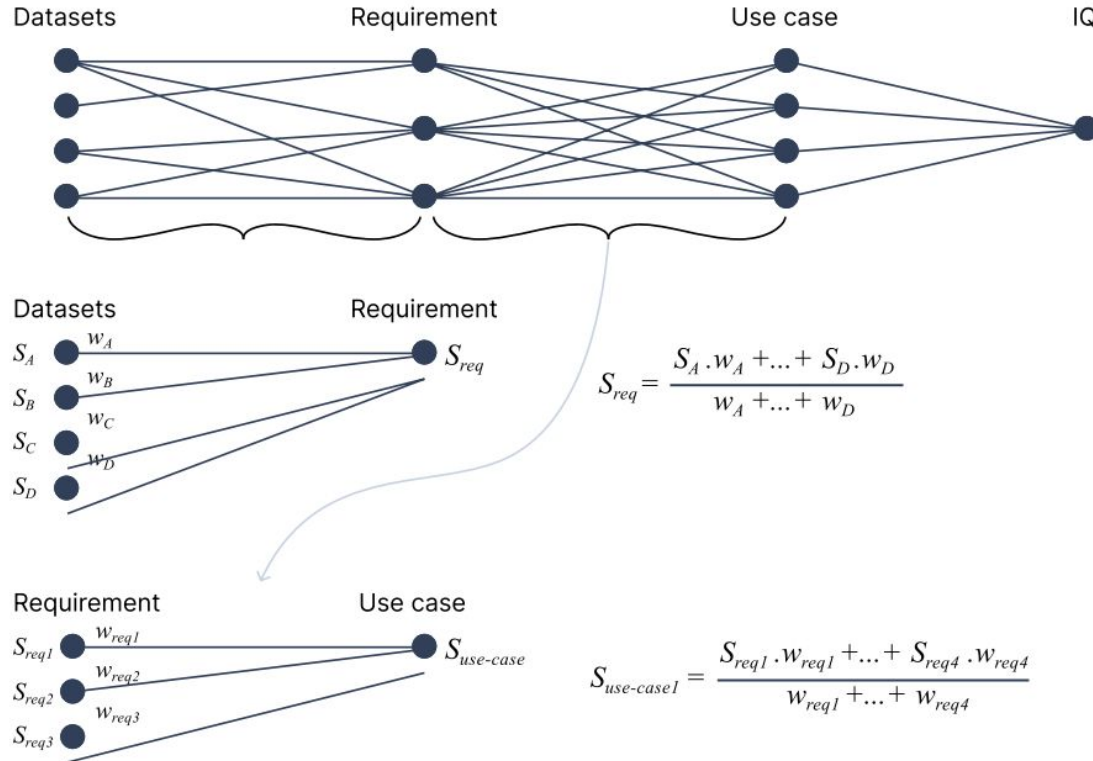 Datasets Requirement Use case IQ
Datasets Requirement
S_A w_A S_req
S_B w_B
S_C w_C
S_D w_D
S_req = (S_A . w_A +...+ S_D . w_D) / (w_A +...+ w_D)
Requirement Use case
S_req1 w_req1 S_use-case
S_req2 w_req2
S_req3 w_req3
S_use-case1 = (S_req1 . w_req1 +...+ S_req4 . w_req4) / (w_req1 +...+ w_req4)